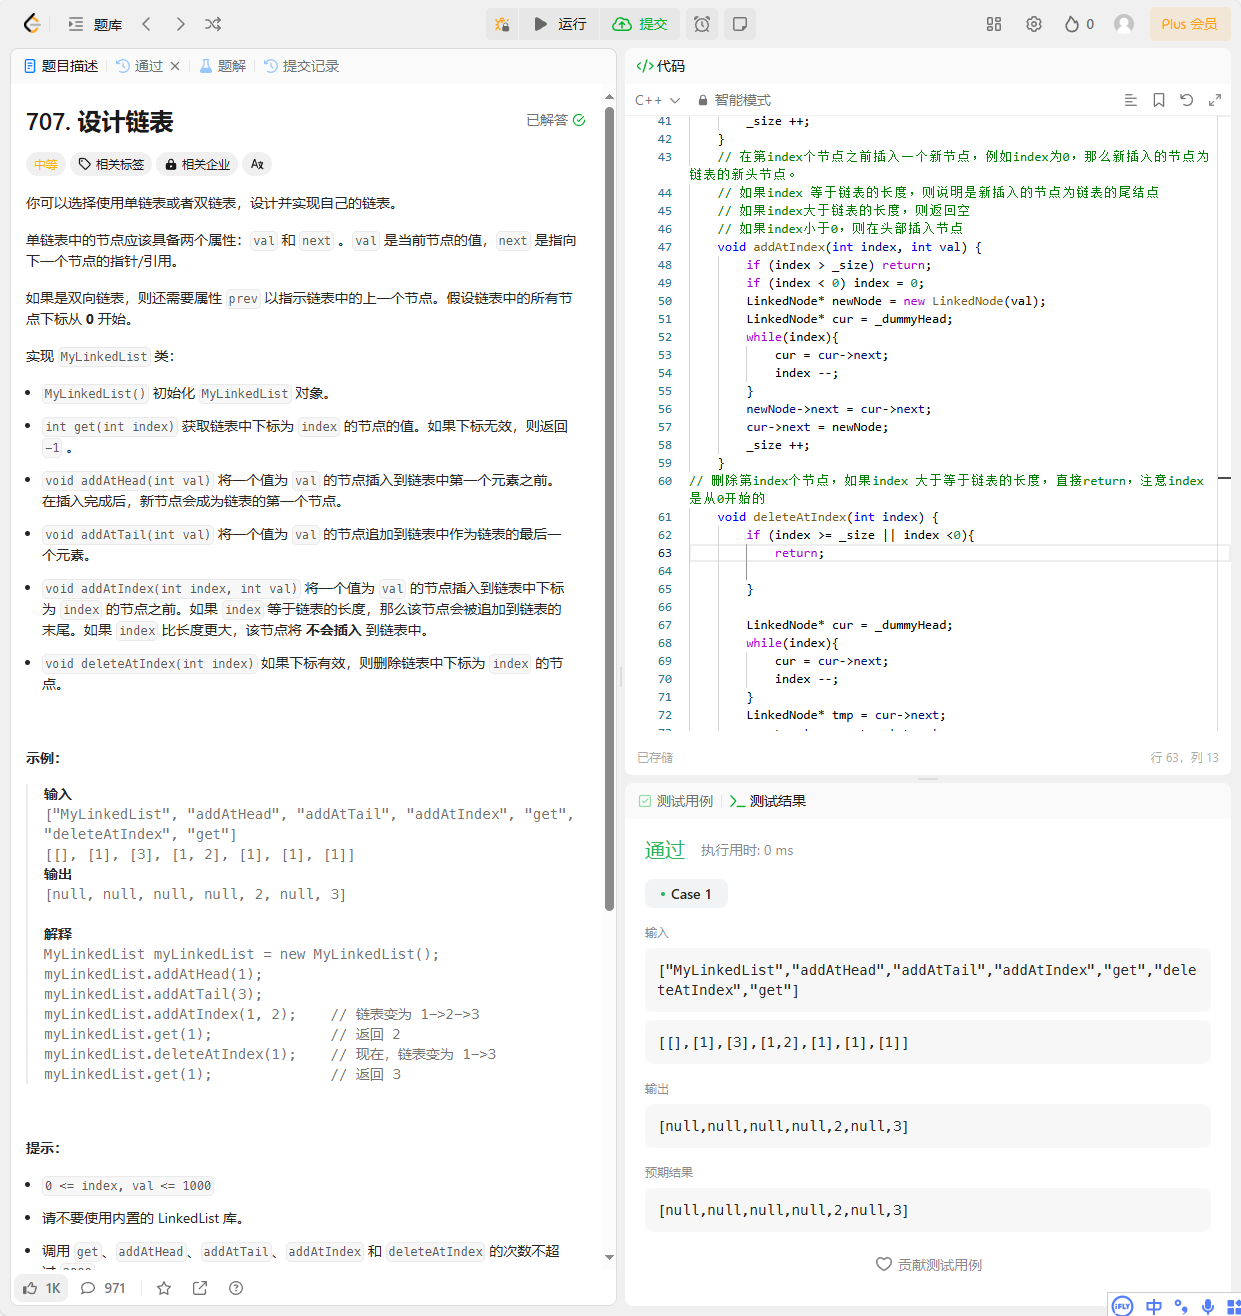 题库
运行
提交
0
Plus 会员
题目描述
通过
题解
提交记录
707. 设计链表
已解答
中等
相关标签
相关企业
你可以选择使用单链表或者双链表，设计并实现自己的链表。
单链表中的节点应该具备两个属性：val 和 next 。val 是当前节点的值，next 是指向
下一个节点的指针/引用。
如果是双向链表，则还需要属性 prev 以指示链表中的上一个节点。假设链表中的所有节
点下标从 0 开始。
实现 MyLinkedList 类：
• MyLinkedList() 初始化 MyLinkedList 对象。
• int get(int index) 获取链表中下标为 index 的节点的值。如果下标无效，则返回
-1 。
• void addAtHead(int val) 将一个值为 val 的节点插入到链表中第一个元素之前。
在插入完成后，新节点会成为链表的第一个节点。
• void addAtTail(int val) 将一个值为 val 的节点追加到链表中作为链表的最后一
个元素。
• void addAtIndex(int index, int val) 将一个值为 val 的节点插入到链表中下标
为 index 的节点之前。如果 index 等于链表的长度，那么该节点会被追加到链表的
末尾。如果 index 比长度更大，该节点将 不会插入 到链表中。
• void deleteAtIndex(int index) 如果下标有效，则删除链表中下标为 index 的节
点。
示例：
输入
["MyLinkedList", "addAtHead", "addAtTail", "addAtIndex", "get",
"deleteAtIndex", "get"]
[[], [1], [3], [1, 2], [1], [1], [1]]
输出
[null, null, null, null, 2, null, 3]
解释
MyLinkedList myLinkedList = new MyLinkedList();
myLinkedList.addAtHead(1);
myLinkedList.addAtTail(3);
myLinkedList.addAtIndex(1, 2);    // 链表变为 1->2->3
myLinkedList.get(1);              // 返回 2
myLinkedList.deleteAtIndex(1);    // 现在，链表变为 1->3
myLinkedList.get(1);              // 返回 3
提示：
• 0 <= index, val <= 1000
• 请不要使用内置的 LinkedList 库。
• 调用 get、addAtHead、addAtTail、addAtIndex 和 deleteAtIndex 的次数不超
过 2000
1K
971
</> 代码
C++
智能模式
41 _size ++;
42 }
43 // 在第index个节点之前插入一个新节点，例如index为0，那么新插入的节点为
链表的新头节点。
44 // 如果index 等于链表的长度，则说明是新插入的节点为链表的尾结点
45 // 如果index大于链表的长度，则返回空
46 // 如果index小于0，则在头部插入节点
47 void addAtIndex(int index, int val) {
48 if (index > _size) return;
49 if (index < 0) index = 0;
50 LinkedNode* newNode = new LinkedNode(val);
51 LinkedNode* cur = _dummyHead;
52 while(index){
53 cur = cur->next;
54 index --;
55 }
56 newNode->next = cur->next;
57 cur->next = newNode;
58 _size ++;
59 }
60 // 删除第index个节点，如果index 大于等于链表的长度，直接return，注意index
是从0开始的
61 void deleteAtIndex(int index) {
62 if (index >= _size || index <0){
63 return;
64
65 }
66
67 LinkedNode* cur = _dummyHead;
68 while(index){
69 cur = cur->next;
70 index --;
71 }
72 LinkedNode* tmp = cur->next;
已存储
行 63，列 13
测试用例
测试结果
通过
执行用时: 0 ms
• Case 1
输入
["MyLinkedList","addAtHead","addAtTail","addAtIndex","get","dele
teAtIndex","get"]
[[],[1],[3],[1,2],[1],[1],[1]]
输出
[null,null,null,null,2,null,3]
预期结果
[null,null,null,null,2,null,3]
贡献测试用例
iFLY
中